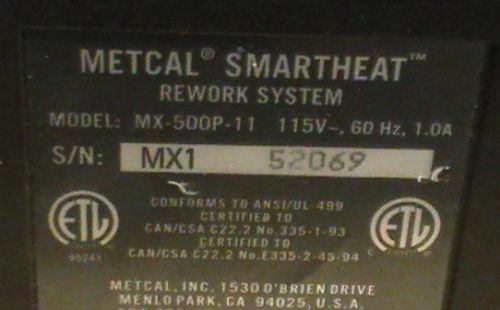 METCAL® SMARTHEAT™
REWORK SYSTEM
MODEL: MX-500P-11 115V~, 60 Hz, 1.0A
S/N: MX1 52069
CONFORMS TO ANSI/UL-499
CERTIFIED TO
CAN/CSA C22.2 No.335-1-93
CERTIFIED TO
CAN/CSA C22.2 No.E335-2-45-94
ETL
ETL
METCAL, INC. 1530 O'BRIEN DRIVE
MENLO PARK, CA 94025, U.S.A.